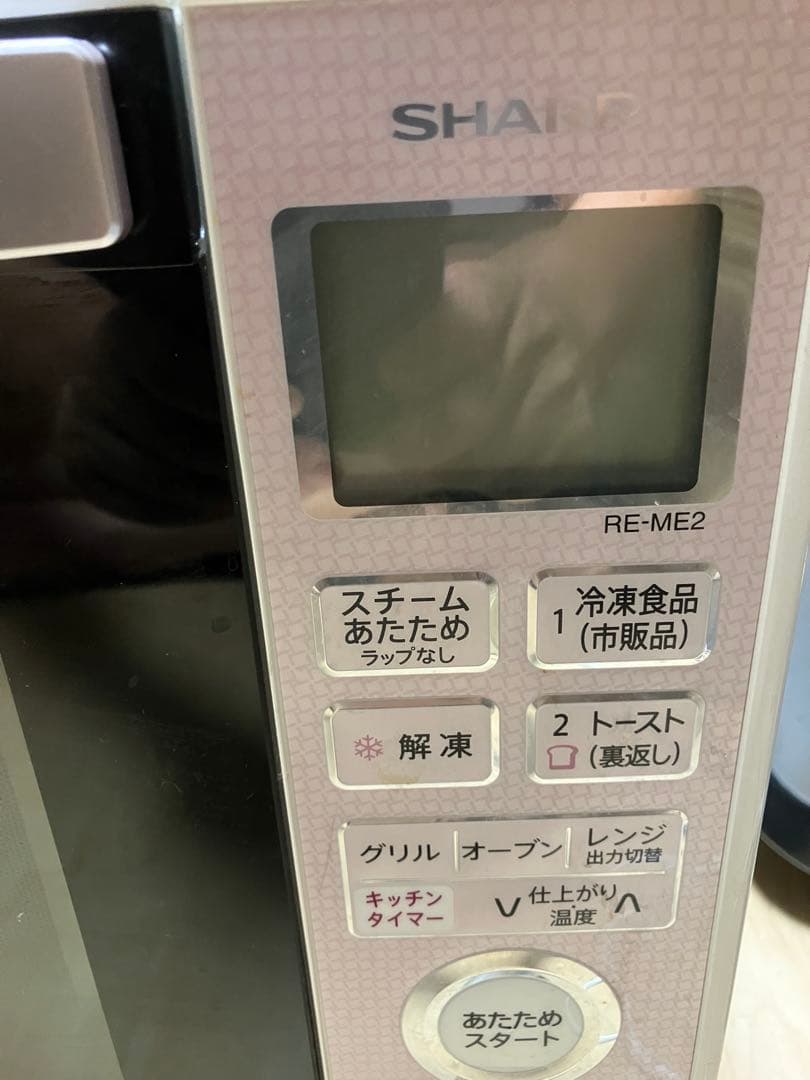 SHARP
RE-ME2
スチーム
あたため
ラップなし
1 冷凍食品
(市販品)
解凍
2 トースト
(裏返し)
グリル オーブン レンジ
出力切替
キッチン
タイマー
仕上がり
温度
あたため
スタート